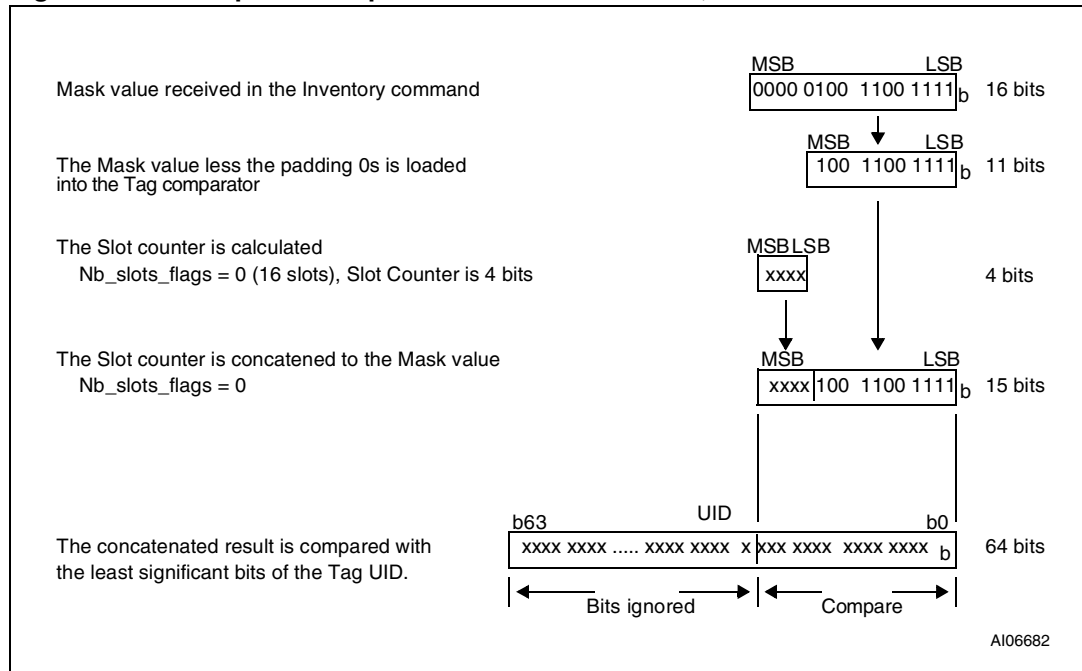 MSB LSB
Mask value received in the Inventory command 0000 0100 1100 1111 b 16 bits
MSB LSB
The Mask value less the padding 0s is loaded
into the Tag comparator
100 1100 1111 b 11 bits
The Slot counter is calculated
MSB LSB
Nb_slots_flags = 0 (16 slots), Slot Counter is 4 bits xxxx 4 bits
The Slot counter is concatened to the Mask value
MSB LSB
Nb_slots_flags = 0 xxxx 100 1100 1111 b 15 bits
UID
b63 b0
The concatenated result is compared with
the least significant bits of the Tag UID.
xxxx xxxx ..... xxxx xxxx x xxx xxxx xxxx xxxx b 64 bits
Bits ignored Compare
AI06682